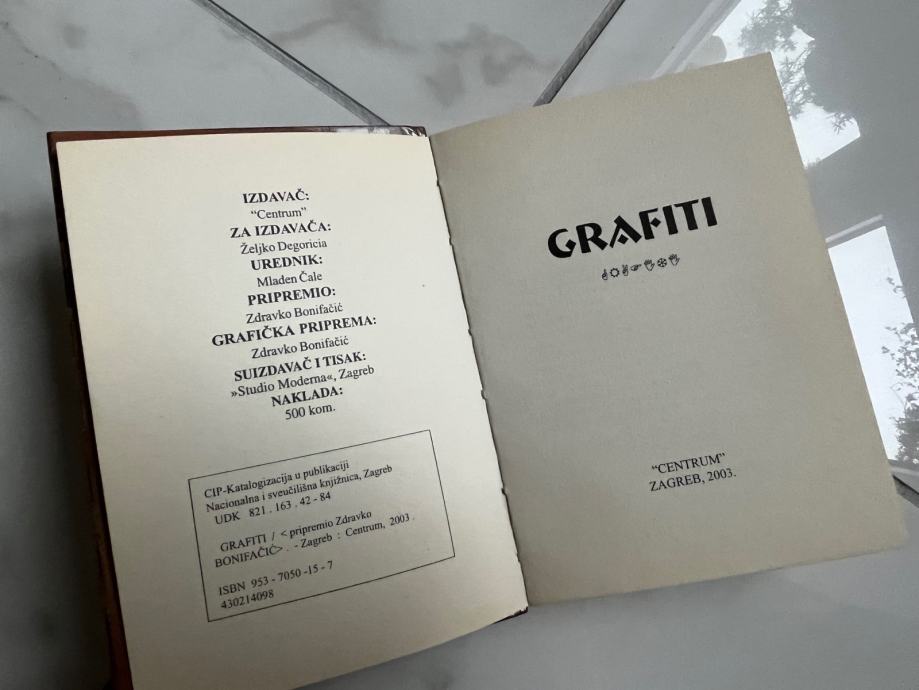 IZDAVAČ:
“Centrum”
ZA IZDAVAČA:
Željko Degoricia
UREDNIK:
Mladen Čale
PRIPREMIO:
Zdravko Bonifačić
GRAFIČKA PRIPREMA:
Zdravko Bonifačić
SUIZDAVAČ I TISAK:
»Studio Moderna«, Zagreb
NAKLADA:
500 kom.
CIP-Katalogizacija u publikaciji
Nacionalna i sveučilišna knjižnica, Zagreb
UDK 821 . 163 . 42 - 84
GRAFITI / < pripremio Zdravko
BONIFAČIĆ> . - Zagreb : Centrum, 2003 .
ISBN 953 - 7050 -15 - 7
430214098
GRAFITI
“CENTRUM”
ZAGREB, 2003.